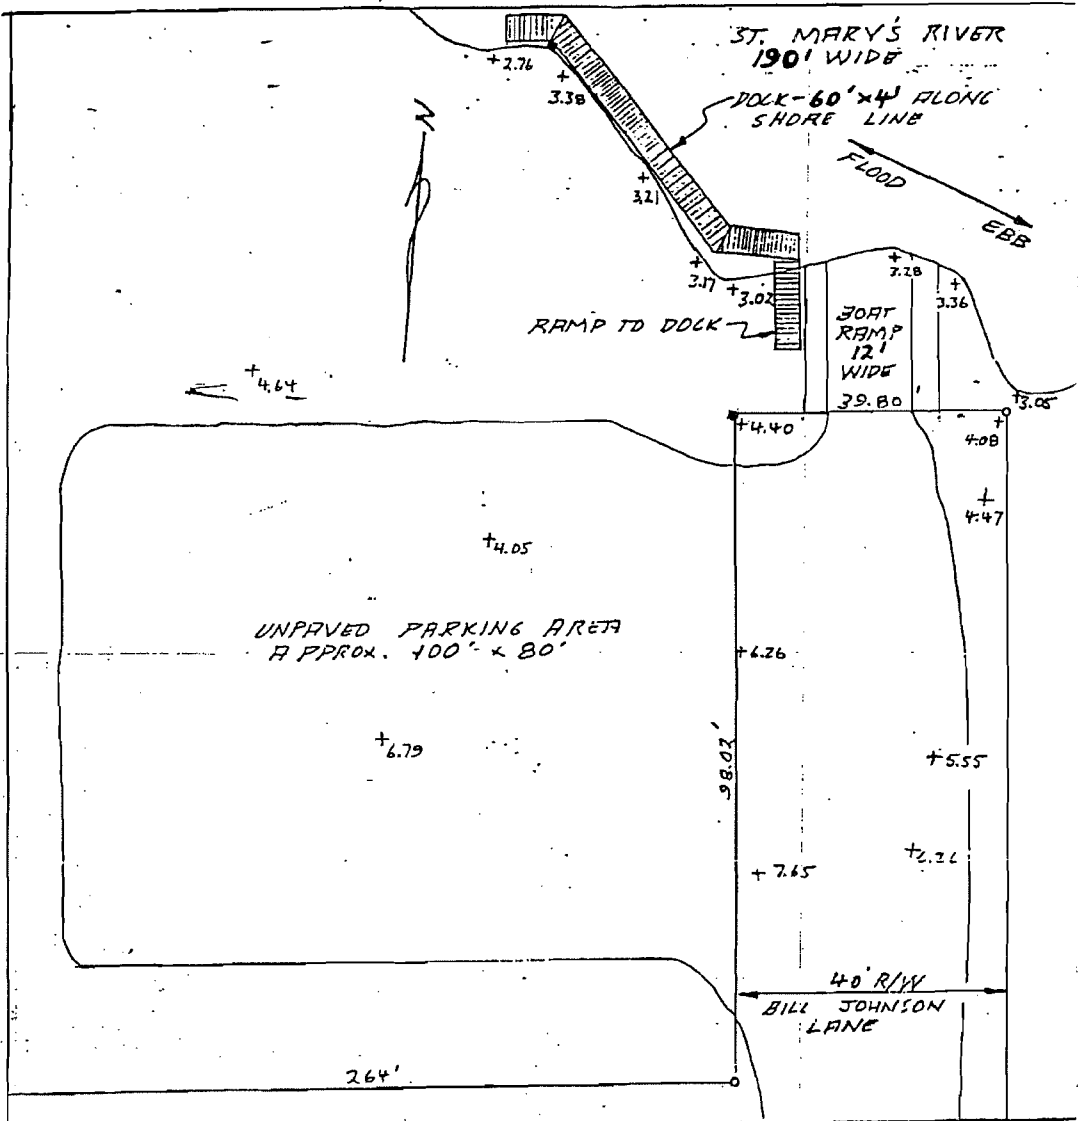 ST. MARY'S RIVER
190' WIDE
DOCK-60'x4' ALONG
SHORE LINE
FLOOD
EBB
N
+2.76
+3.38
+3.21
+3.17
+3.02
RAMP TO DOCK
BOAT
RAMP
12'
WIDE
39.80'
+3.36
+3.05
+4.64
+4.40
+4.08
+4.47
+4.05
UNPAVED PARKING AREA
APPROX. 100' x 80'
+6.26
+6.79
98.02'
+5.55
+7.65
40' R/W
BILL JOHNSON
LANE
264'